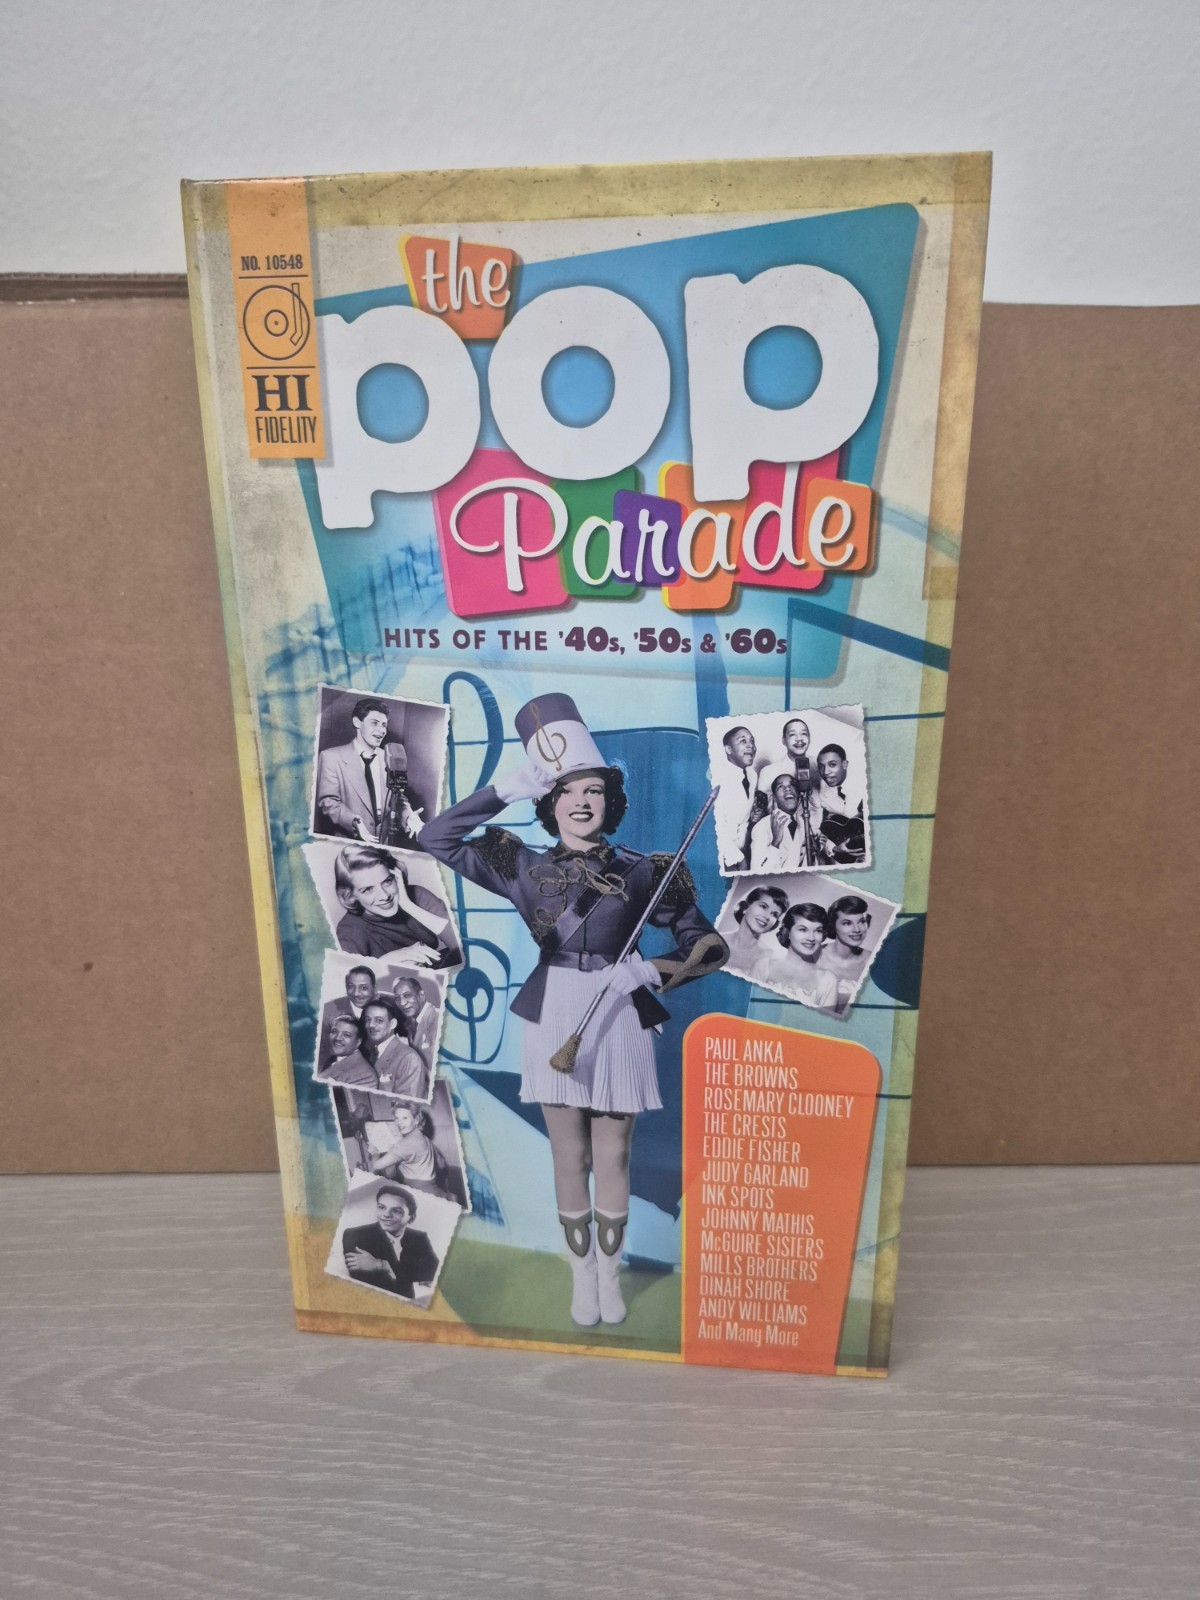 NO. 10548
HI
FIDELITY
the
pop
Parade
HITS OF THE '40s, '50s & '60s
PAUL ANKA
THE BROWNS
ROSEMARY CLOONEY
THE CRESTS
EDDIE FISHER
JUDY GARLAND
INK SPOTS
JOHNNY MATHIS
McGUIRE SISTERS
MILLS BROTHERS
DINAH SHORE
ANDY WILLIAMS
And Many More